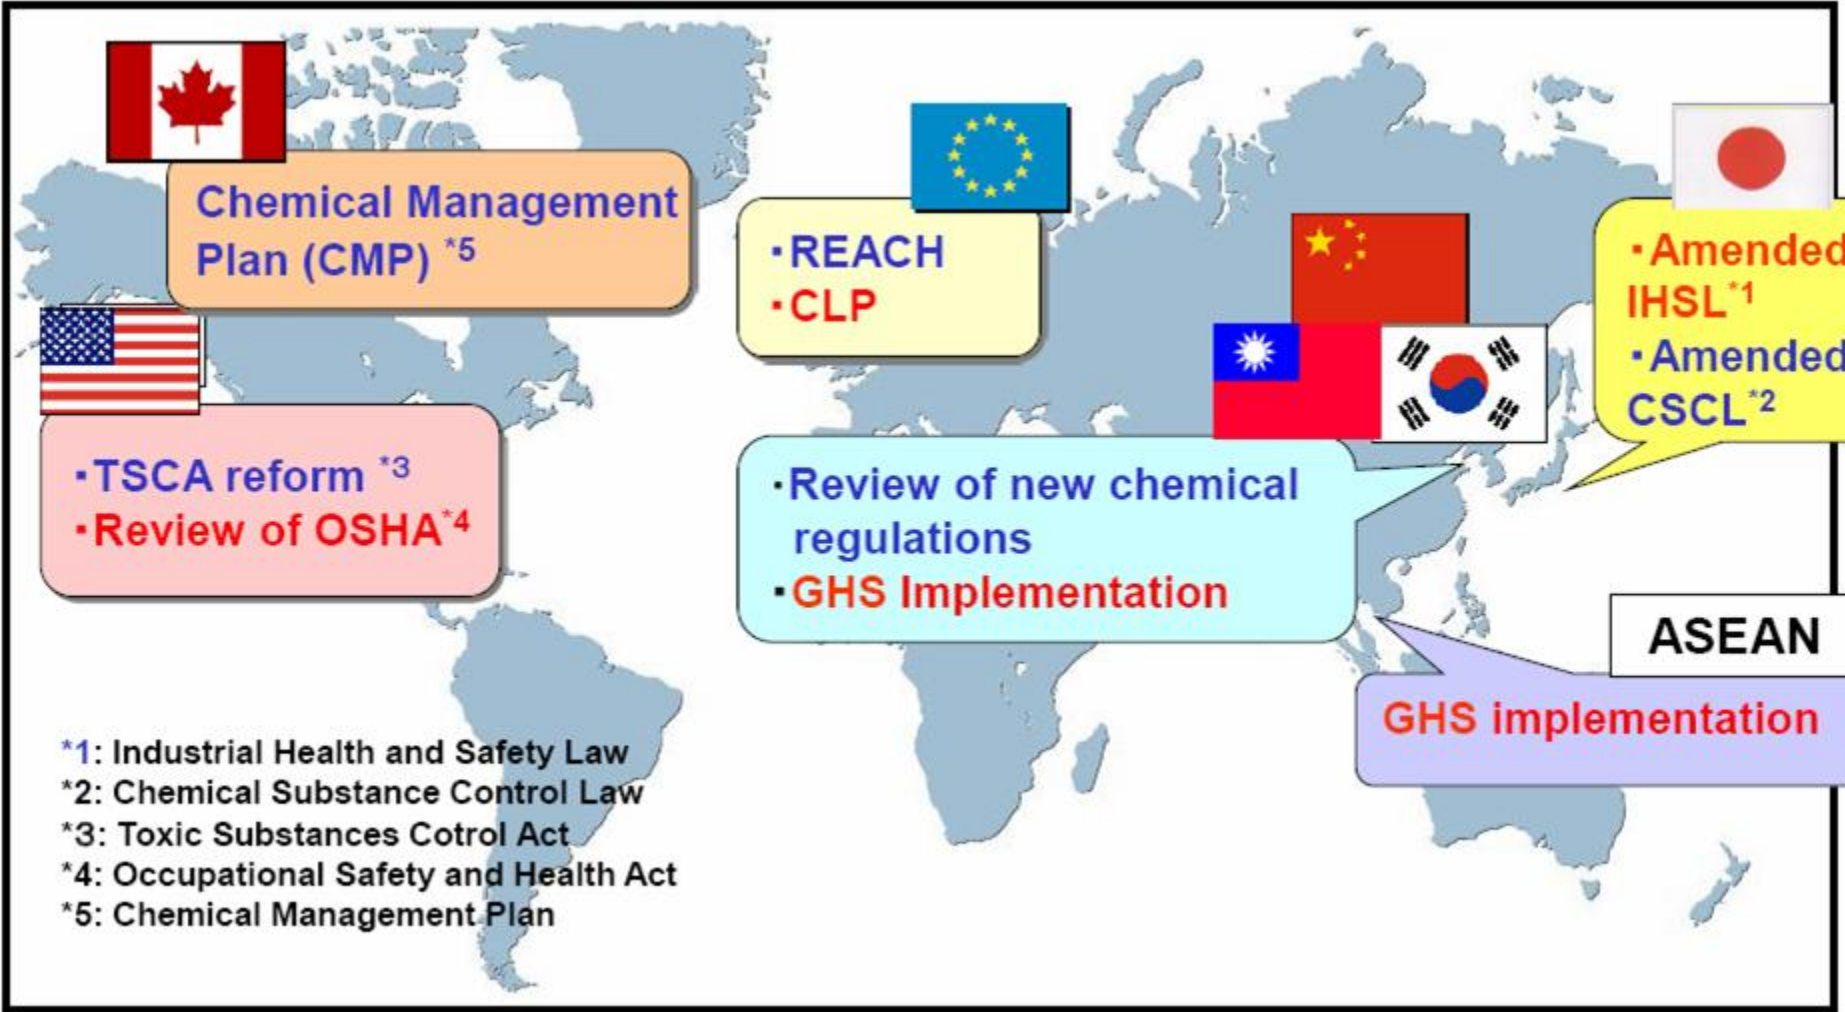 Chemical Management
Plan (CMP) *5
・TSCA reform *3
・Review of OSHA*4
・REACH
・CLP
・Review of new chemical
regulations
・GHS Implementation
・Amended
IHSL*1
・Amended
CSCL*2
ASEAN
GHS implementation
*1: Industrial Health and Safety Law
*2: Chemical Substance Control Law
*3: Toxic Substances Cotrol Act
*4: Occupational Safety and Health Act
*5: Chemical Management Plan